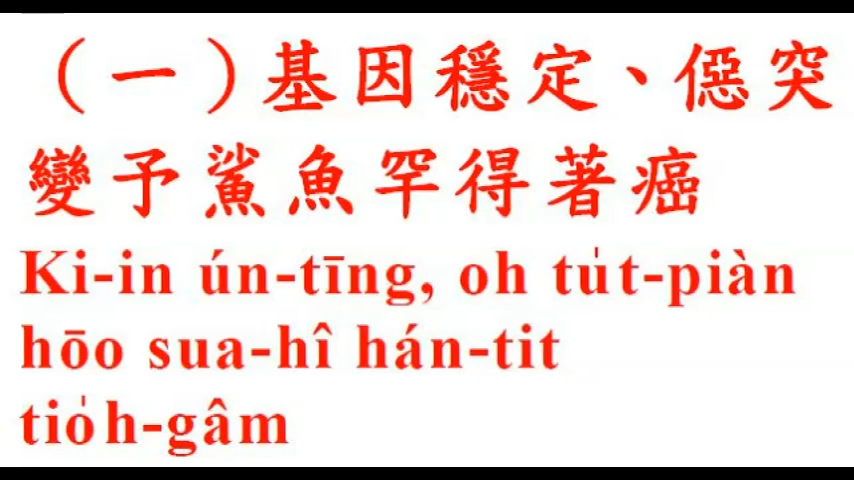 （一）基因穩定、僫突
變予鯊魚罕得著癌
Ki-in ún-tīng, oh tu̍t-piàn
hōo sua-hî hán-tit
tio̍h-gâm